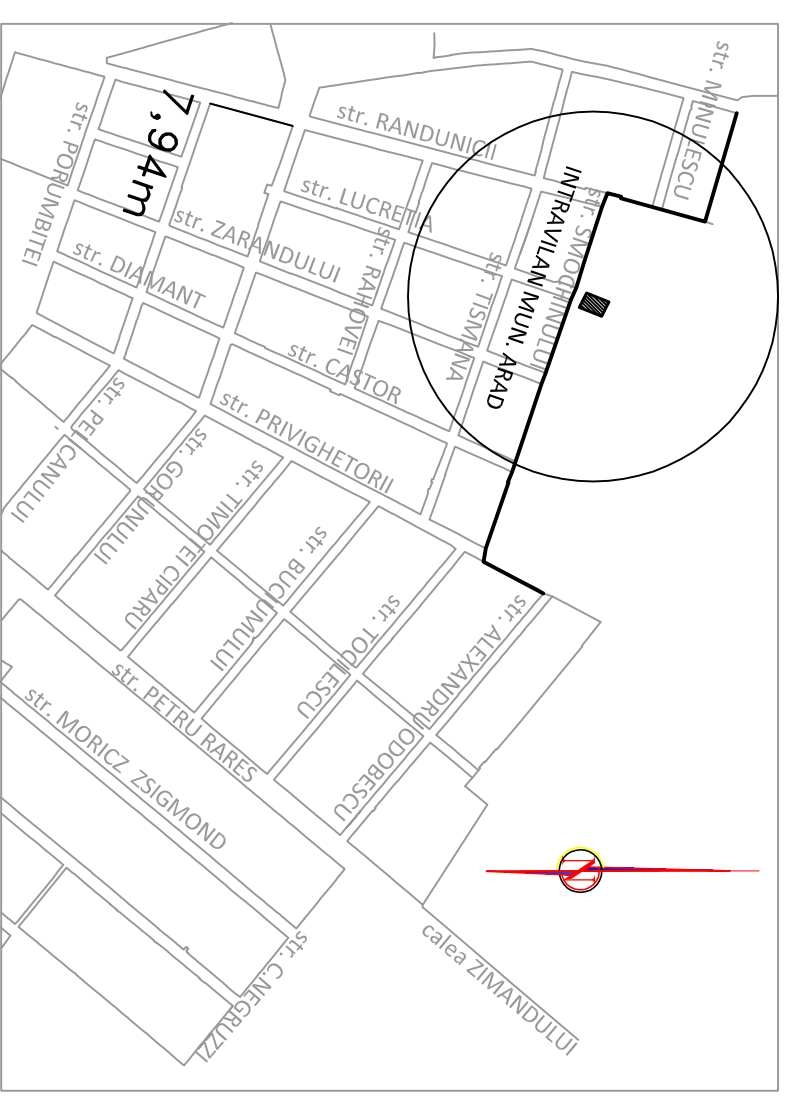 str. MINULESCU
str. RANDUNICII
7,94m
str. PORUMBITEI
str. LUCRETIA
INTRAVILAN MUN. ARAD
str. SMOCHINULUI
str. ZARANDULUI
str. RAHOVEI
str. TISMANA
str. DIAMANT
str. CASTOR
str. PRIVIGHETORII
str. PELICANULUI
str. GORUNULUI
str. TIMOTEI CIPARU
str. BUCIUMULUI
str. TOCILESCU
str. ALEXANDRU ODOBESCU
str. PETRU RARES
str. MORICZ ZSIGMOND
str. C.NEGRUZZI
calea ZIMANDULUI
N